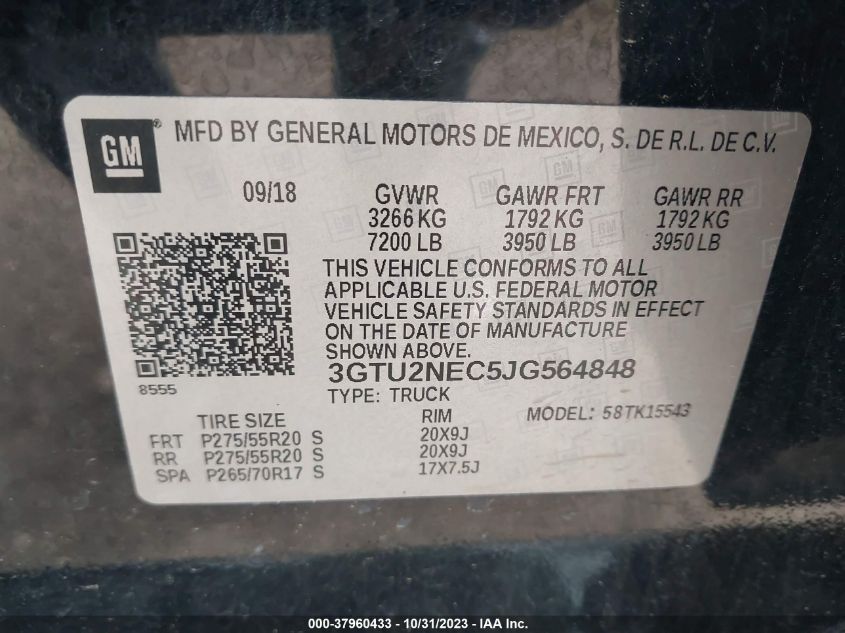 GM® MFD BY GENERAL MOTORS DE MEXICO, S. DE R.L. DE C.V.
09/18 GVWR GAWR FRT GAWR RR
3266 KG 1792 KG 1792 KG
7200 LB 3950 LB 3950 LB
THIS VEHICLE CONFORMS TO ALL
APPLICABLE U.S. FEDERAL MOTOR
VEHICLE SAFETY STANDARDS IN EFFECT
ON THE DATE OF MANUFACTURE
SHOWN ABOVE.
3GTU2NEC5JG564848
8555 TYPE: TRUCK MODEL: 58TK15543
TIRE SIZE RIM
FRT P275/55R20 S 20X9J
RR P275/55R20 S 20X9J
SPA P265/70R17 S 17X7.5J
000-37960433 - 10/31/2023 - IAA Inc.